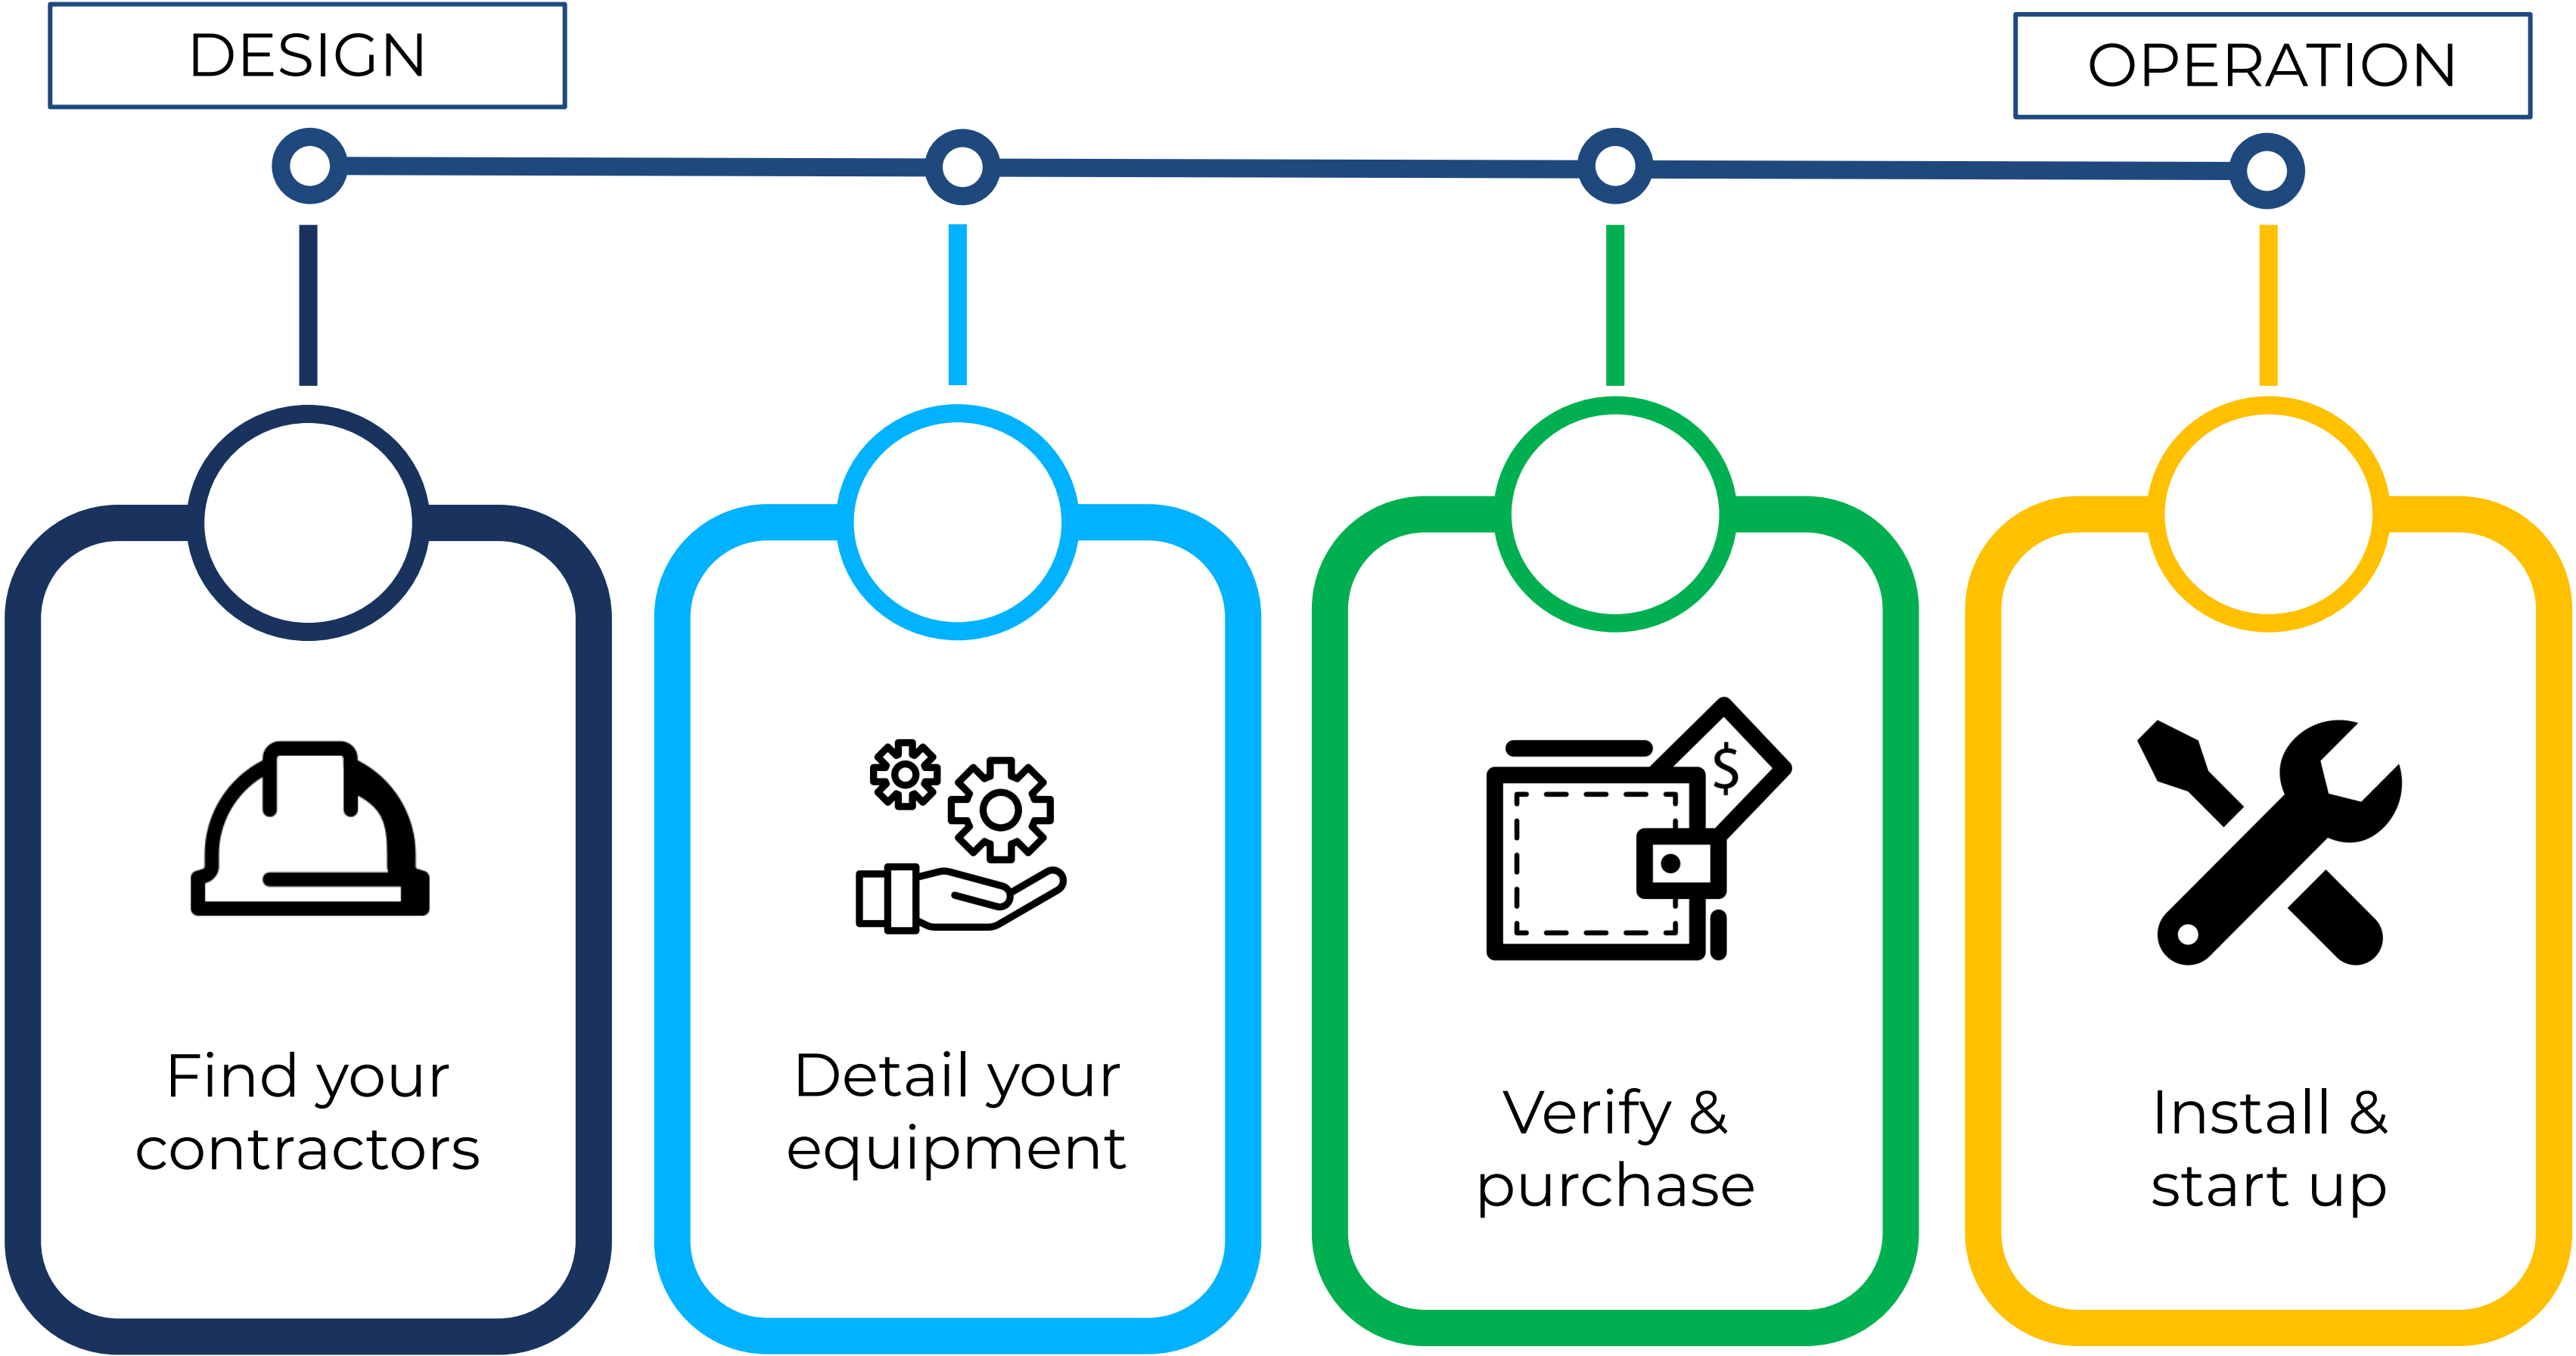 DESIGN
OPERATION
Find your
contractors
Detail your
equipment
$
Verify &
purchase
Install &
start up